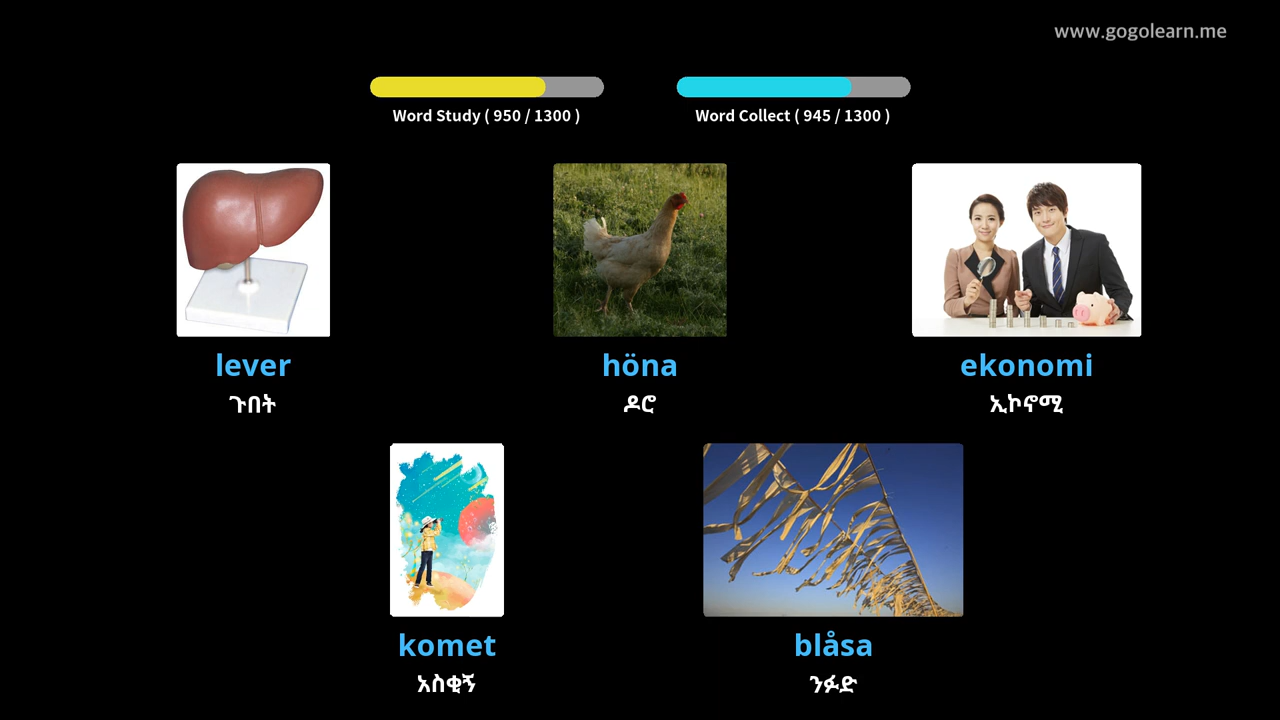 www.gogolearn.me
Word Study ( 950 / 1300 )
Word Collect ( 945 / 1300 )
lever
ጉበት
höna
ዶሮ
ekonomi
ኢኮኖሚ
komet
አስቂኝ
blåsa
ንፉድ